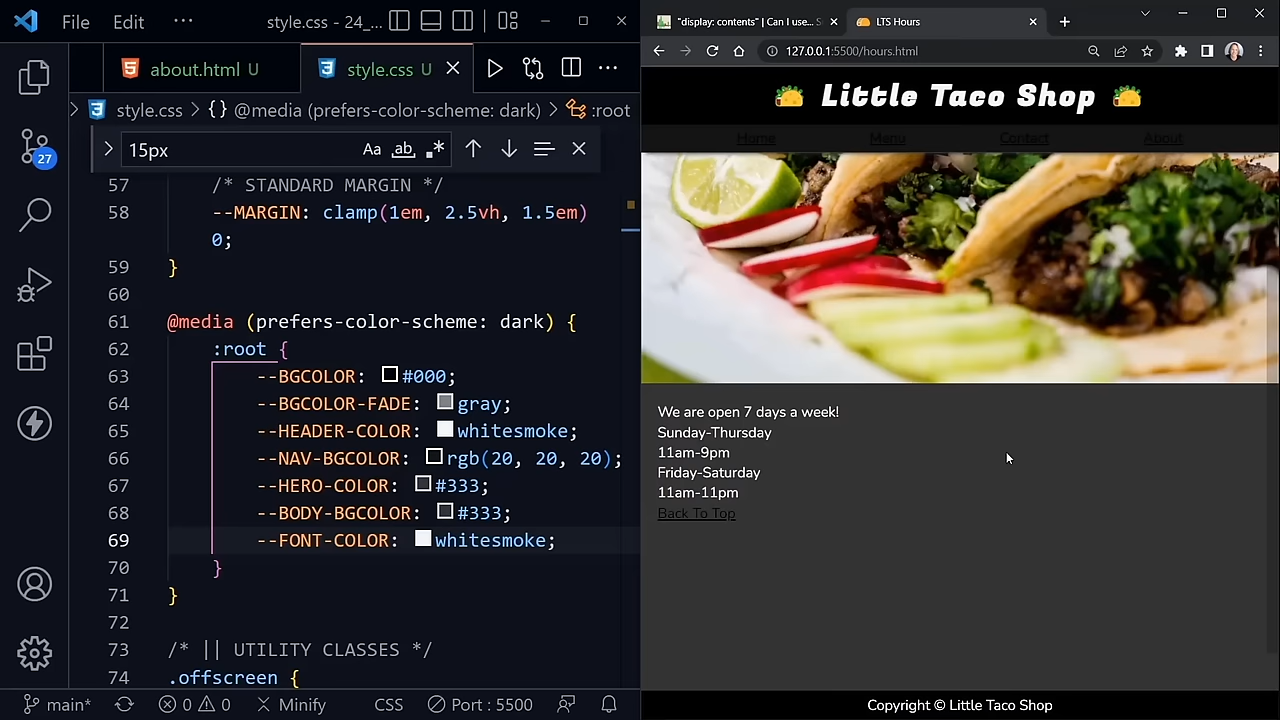 File Edit ··· style.css - 24_...
about.html U style.css U
style.css > {} @media (prefers-color-scheme: dark) > :root
15px Aa ab
27
57 /* STANDARD MARGIN */
58 --MARGIN: clamp(1em, 2.5vh, 1.5em)
0;
59 }
60
61 @media (prefers-color-scheme: dark) {
62 :root {
63 --BGCOLOR: #000;
64 --BGCOLOR-FADE: gray;
65 --HEADER-COLOR: whitesmoke;
66 --NAV-BGCOLOR: rgb(20, 20, 20);
67 --HERO-COLOR: #333;
68 --BODY-BGCOLOR: #333;
69 --FONT-COLOR: whitesmoke;
70 }
71 }
72
73 /* || UTILITY CLASSES */
74 .offscreen {
main* 0 0 Minify CSS Port : 5500
"display: contents" | Can I use... S LTS Hours
127.0.0.1:5500/hours.html
Little Taco Shop
Home Menu Contact About
We are open 7 days a week!
Sunday-Thursday
11am-9pm
Friday-Saturday
11am-11pm
Back To Top
Copyright © Little Taco Shop